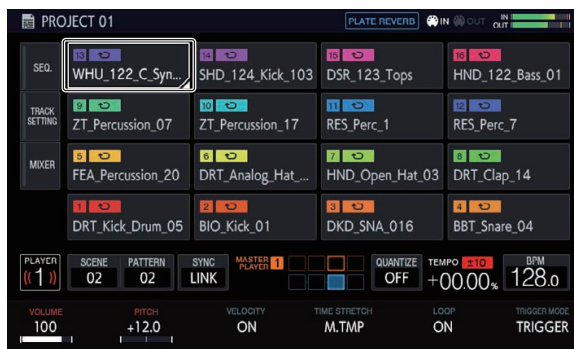 PROJECT 01 PLATE REVERB IN OUT IN OUT
SEQ.
TRACK SETTING
MIXER
13 14 15 16
WHU_122_C_Syn... SHD_124_Kick_103 DSR_123_Tops HND_122_Bass_01
9 10 11 12
ZT_Percussion_07 ZT_Percussion_17 RES_Perc_1 RES_Perc_7
5 6 7 8
FEA_Percussion_20 DRT_Analog_Hat_... HND_Open_Hat_03 DRT_Clap_14
1 2 3 4
DRT_Kick_Drum_05 BIO_Kick_01 DKD_SNA_016 BBT_Snare_04
PLAYER SCENE PATTERN SYNC MASTER PLAYER 1 QUANTIZE TEMPO ±10 BPM
1 02 02 LINK OFF +00.00% 128.0
VOLUME PITCH VELOCITY TIME STRETCH LOOP TRIGGER MODE
100 +12.0 ON M.TMP ON TRIGGER